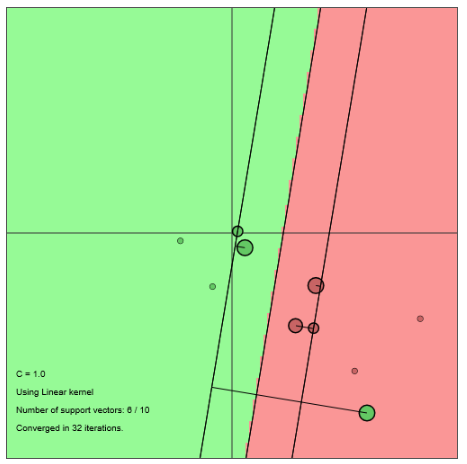 C = 1.0
Using Linear kernel
Number of support vectors: 6 / 10
Converged in 32 iterations.